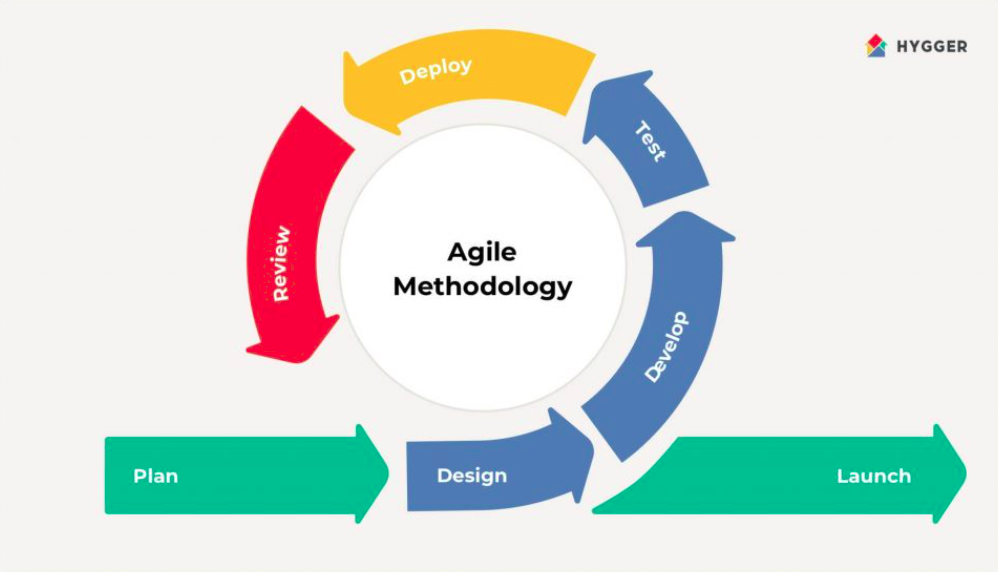 HYGGER
Deploy
Test
Review
Agile
Methodology
Develop
Plan
Design
Launch